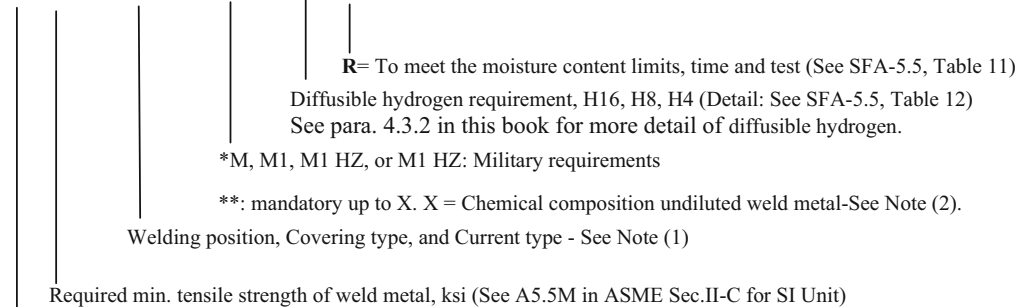 R= To meet the moisture content limits, time and test (See SFA-5.5, Table 11)
Diffusible hydrogen requirement, H16, H8, H4 (Detail: See SFA-5.5, Table 12)
See para. 4.3.2 in this book for more detail of diffusible hydrogen.
*M, M1, M1 HZ, or M1 HZ: Military requirements
**: mandatory up to X. X = Chemical composition undiluted weld metal-See Note (2).
Welding position, Covering type, and Current type - See Note (1)
Required min. tensile strength of weld metal, ksi (See A5.5M in ASME Sec.II-C for SI Unit)